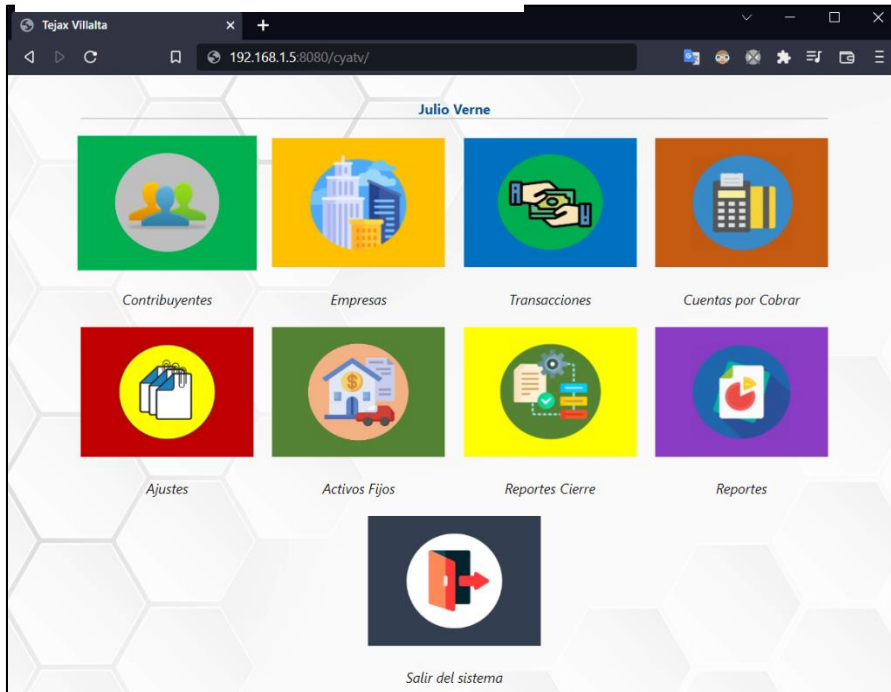 Tejax Villalta
192.168.1.5:8080/cyatv/
Julio Verne
Contribuyentes
Empresas
Transacciones
Cuentas por Cobrar
Ajustes
Activos Fijos
Reportes Cierre
Reportes
Salir del sistema